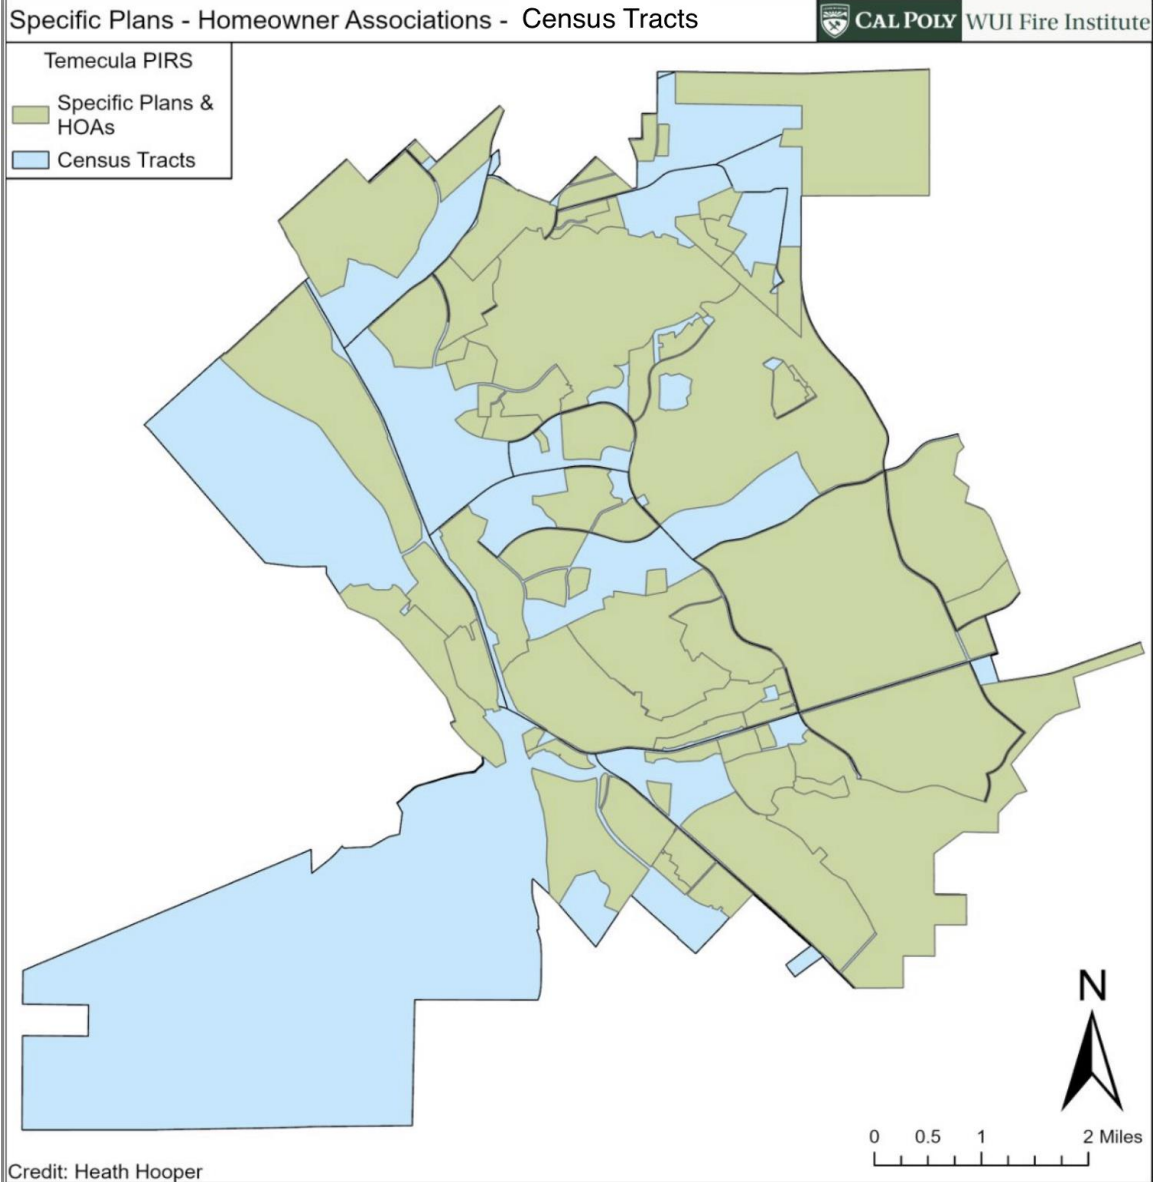 Specific Plans - Homeowner Associations - Census Tracts
CAL POLY WUI Fire Institute
Temecula PIRS
Specific Plans &
HOAs
Census Tracts
N
0 0.5 1 2 Miles
Credit: Heath Hooper